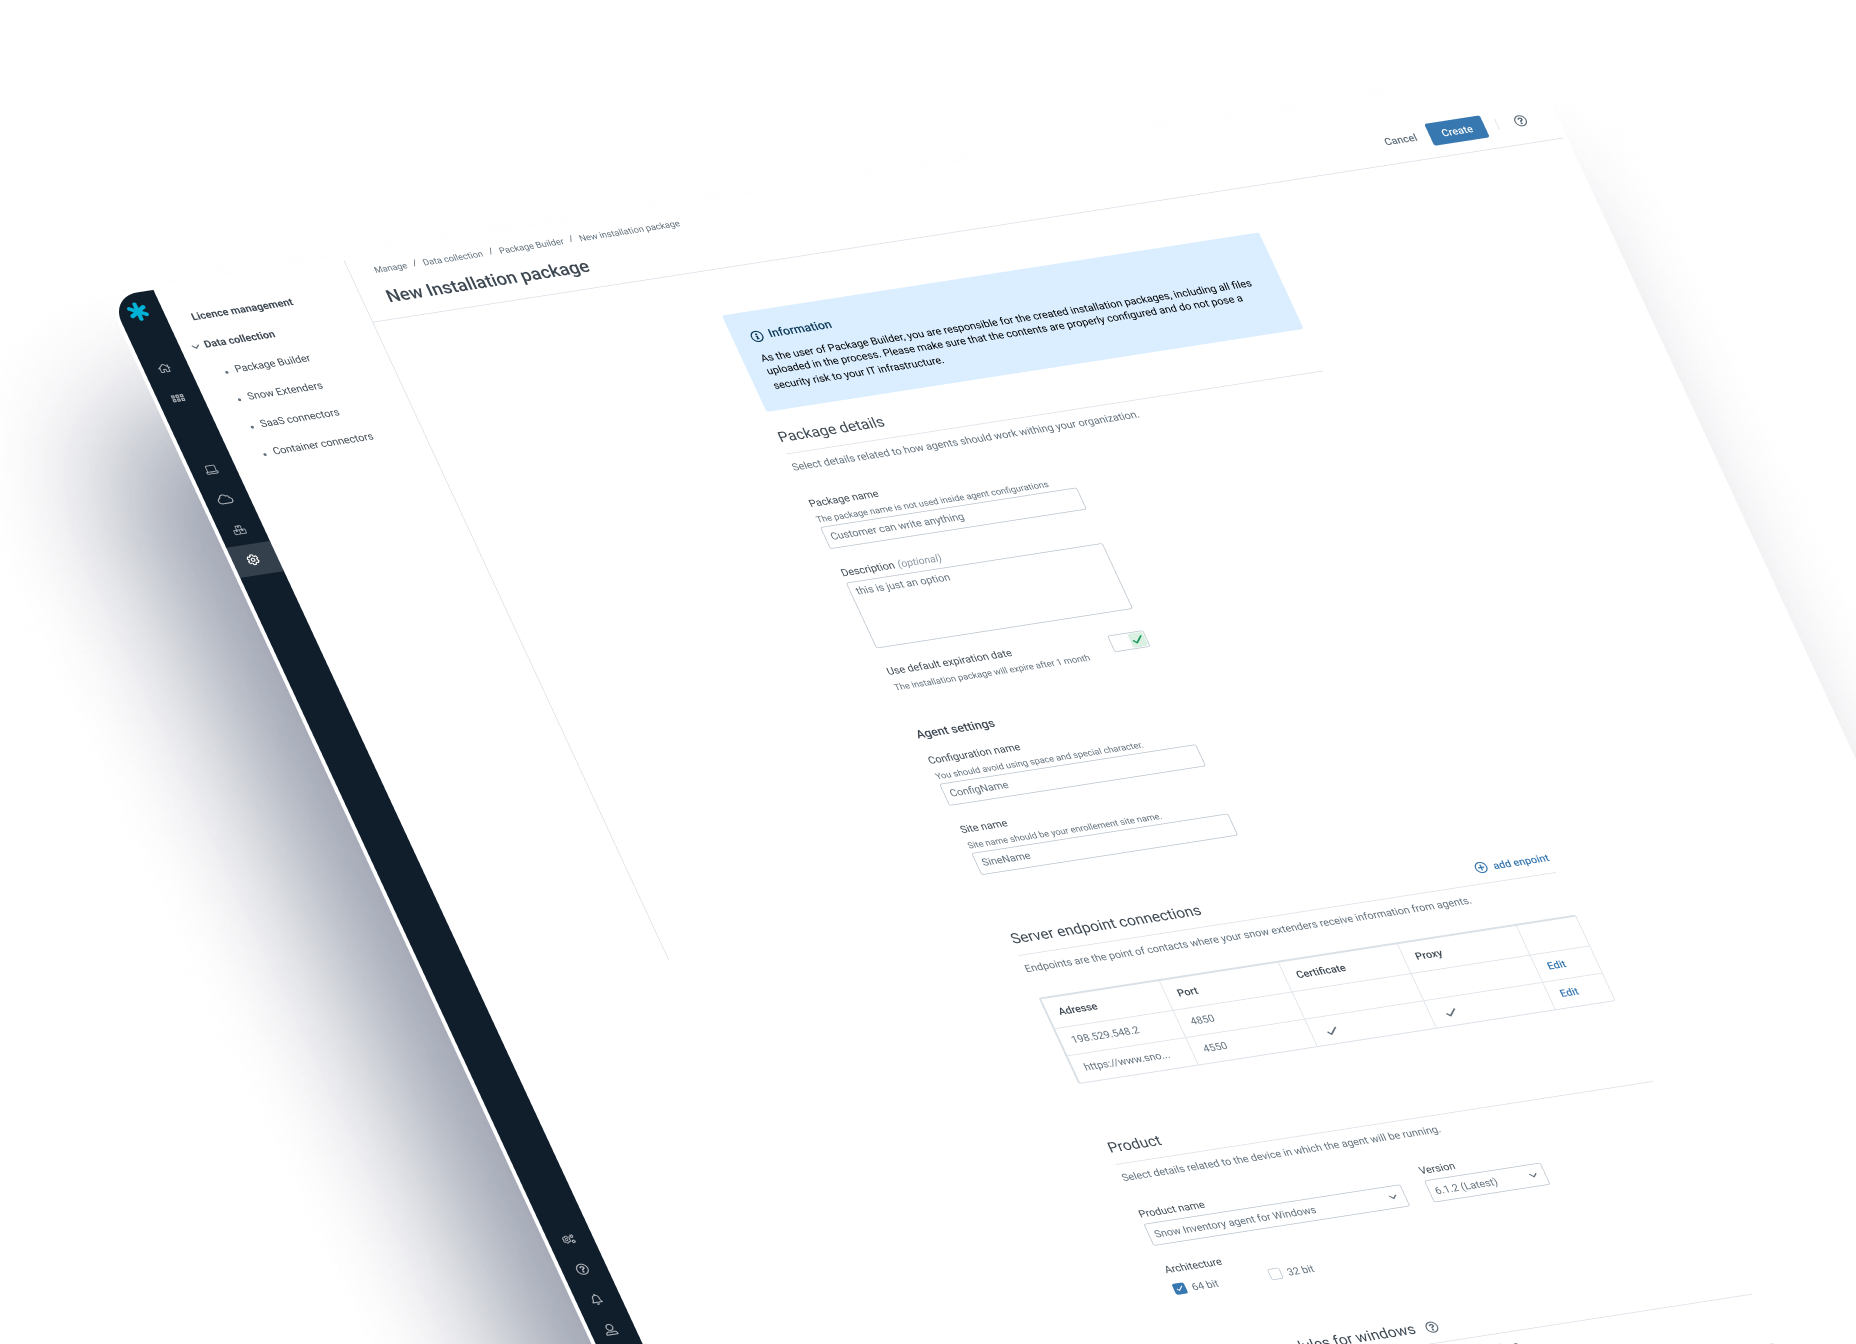 Cancel
Create
Manage / Data collection / Package Builder / New installation package
New Installation package
Licence management
Data collection
Package Builder
Snow Extenders
SaaS connectors
Container connectors
Information
As the user of Package Builder, you are responsible for the created installation packages, including all files
uploaded in the process. Please make sure that the contents are properly configured and do not pose a
security risk to your IT infrastructure.
Package details
Select details related to how agents should work withing your organization.
Package name
The package name is not used inside agent configurations
Customer can write anything
Description (optional)
this is just an option
Use default expiration date
The installation package will expire after 1 month
Agent settings
Configuration name
You should avoid using space and special character.
ConfigName
Site name
Site name should be your enrollement site name.
SineName
add enpoint
Server endpoint connections
Endpoints are the point of contacts where your snow extenders receive information from agents.
Adresse Port Certificate Proxy
198.529.548.2 4850 Edit
https://www.sno... 4550 Edit
Product
Select details related to the device in which the agent will be running.
Product name
Snow Inventory agent for Windows
Version
6.1.2 (Latest)
Architecture
64 bit
32 bit
for windows